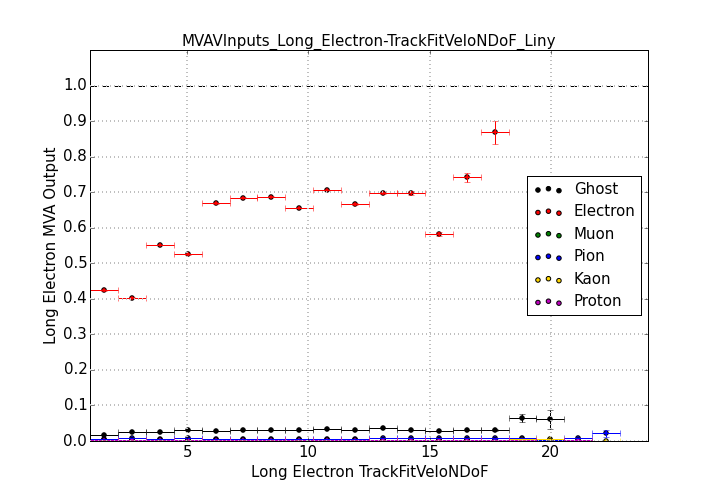 MVAVInputs_Long_Electron-TrackFitVeloNDoF_Liny
1.0
0.9
0.8
0.7
0.6
0.5
0.4
0.3
0.2
0.1
0.0
Long Electron MVA Output
Ghost
Electron
Muon
Pion
Kaon
Proton
5
10
15
20
Long Electron TrackFitVeloNDoF